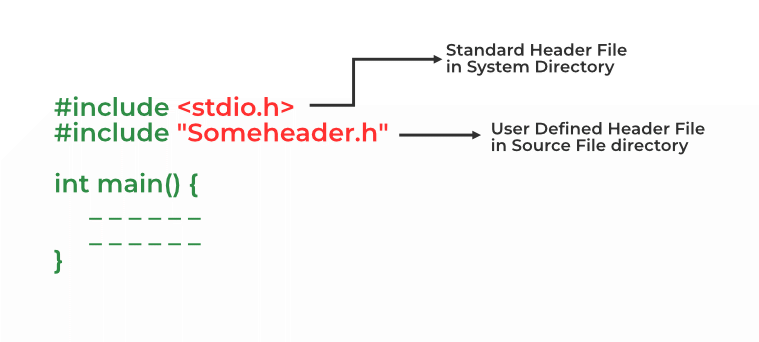 Standard Header File
in System Directory
#include <stdio.h>
#include "Someheader.h"
User Defined Header File
in Source File directory
int main() {
_ _ _ _ _ _
_ _ _ _ _ _
}